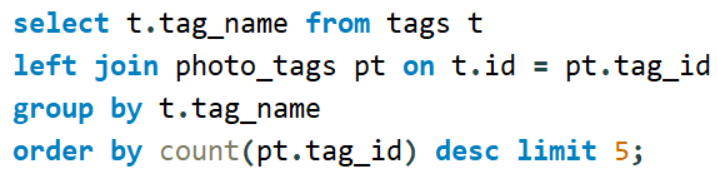 select t.tag_name from tags t
left join photo_tags pt on t.id = pt.tag_id
group by t.tag_name
order by count(pt.tag_id) desc limit 5;